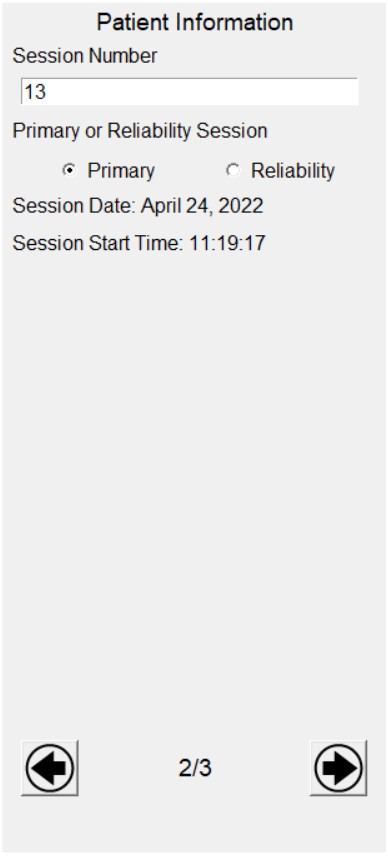 Patient Information
Session Number
13
Primary or Reliability Session
Primary Reliability
Session Date: April 24, 2022
Session Start Time: 11:19:17
2/3